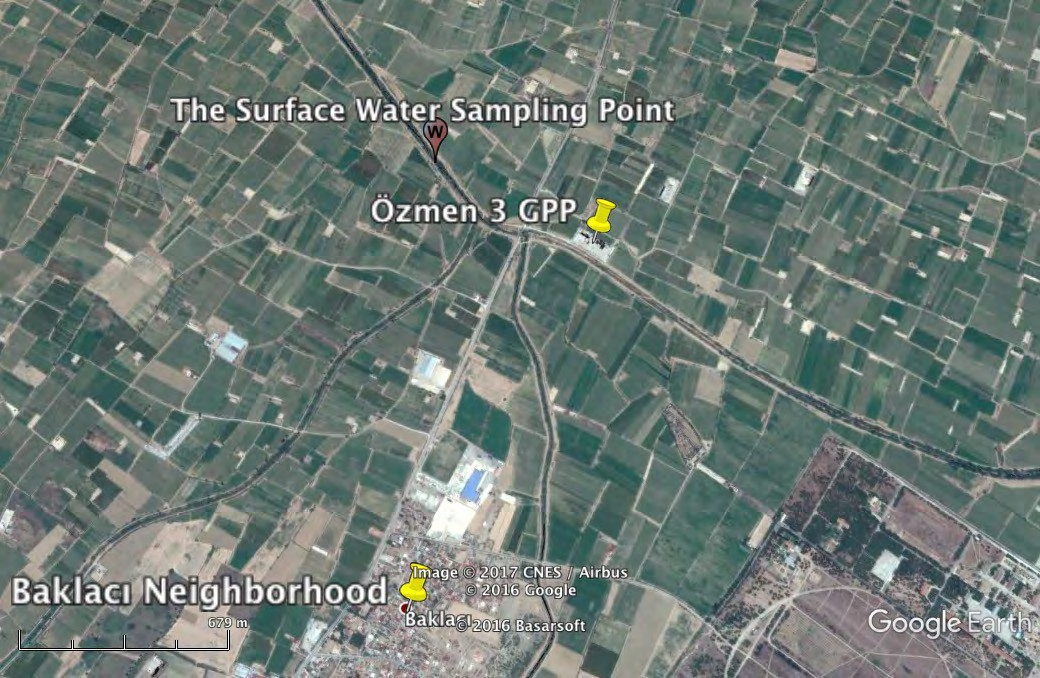 The Surface Water Sampling Point
W
Özmen 3 GPP
Image © 2017 CNES / Airbus
© 2016 Google
Baklacı Neighborhood
Baklacı
© 2016 Basarsoft
679 m
Google Earth